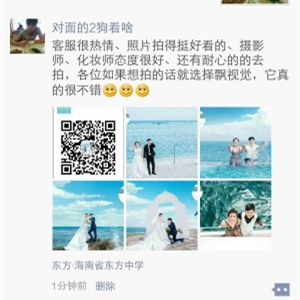 对面的2狗看啥
客服很热情、照片拍得挺好看的、摄影
师、化妆师态度很好、还有耐心的的去
拍，各位如果想拍的话就选择飘视觉，它真
的很不错
东方·海南省东方中学
1分钟前 删除